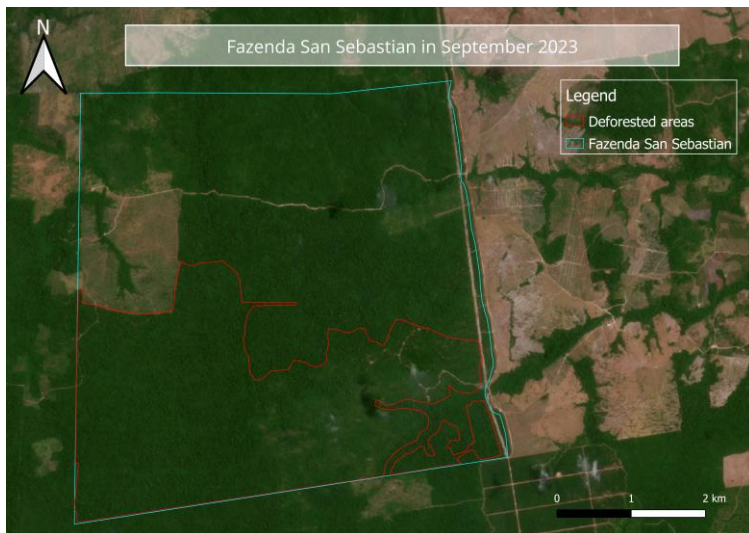 N
Fazenda San Sebastian in September 2023
Legend
Deforested areas
Fazenda San Sebastian
0 1 2 km